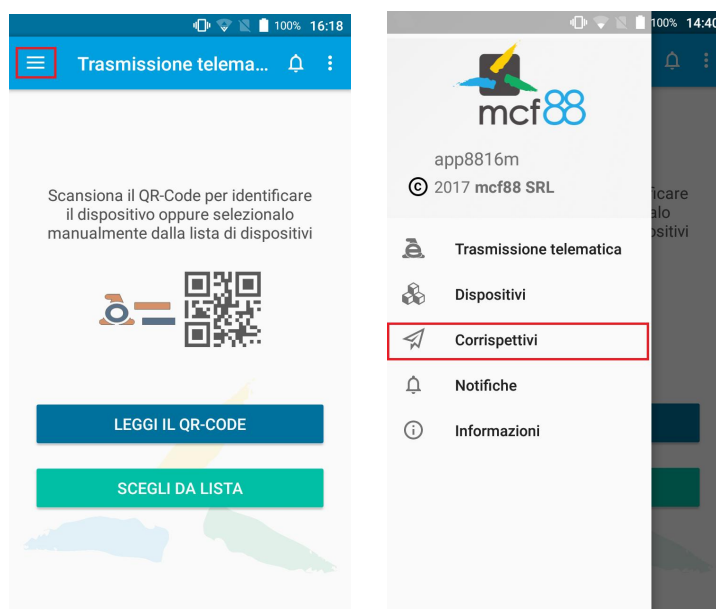 100% 16:18
Trasmissione telema...
Scansiona il QR-Code per identificare
il dispositivo oppure selezionalo
manualmente dalla lista di dispositivi
LEGGI IL QR-CODE
SCEGLI DA LISTA
100% 14:40
mcf88
app8816m
© 2017 mcf88 SRL
Trasmissione telematica
Dispositivi
Corrispettivi
Notifiche
Informazioni
ficare
alo
ositivi